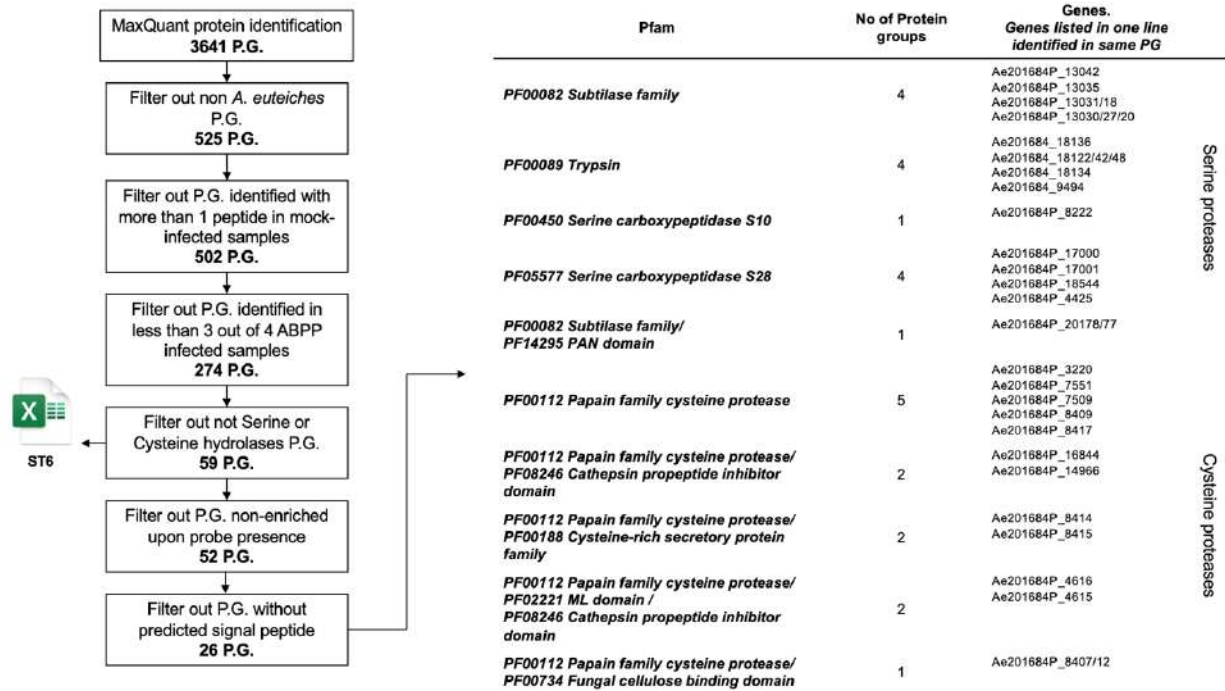 MaxQuant protein identification
3641 P.G.
Filter out non A. euteiches
P.G.
525 P.G.
Filter out P.G. identified with
more than 1 peptide in mock-
infected samples
502 P.G.
Filter out P.G. identified in
less than 3 out of 4 ABPP
infected samples
274 P.G.
Filter out not Serine or
Cysteine hydrolases P.G.
59 P.G.
X
ST6
Filter out P.G. non-enriched
upon probe presence
52 P.G.
Filter out P.G. without
predicted signal peptide
26 P.G.
Pfam
No of Protein
groups
Genes.
Genes listed in one line
identified in same PG
PF00082 Subtilase family
4
Ae201684P_13042
Ae201684P_13035
Ae201684P_13031/18
Ae201684P_13030/27/20
PF00089 Trypsin
4
Ae201684_18136
Ae201684_18122/42/48
Ae201684_18134
Ae201684_9494
PF00450 Serine carboxypeptidase S10
1
Ae201684P_8222
PF05577 Serine carboxypeptidase S28
4
Ae201684P_17000
Ae201684P_17001
Ae201684P_18544
Ae201684P_4425
PF00082 Subtilase family/
PF14295 PAN domain
1
Ae201684P_20178/77
Serine proteases
PF00112 Papain family cysteine protease
5
Ae201684P_3220
Ae201684P_7551
Ae201684P_7509
Ae201684P_8409
Ae201684P_8417
PF00112 Papain family cysteine protease/
PF08246 Cathepsin propeptide inhibitor
domain
2
Ae201684P_16844
Ae201684P_14966
PF00112 Papain family cysteine protease/
PF00188 Cysteine-rich secretory protein
family
2
Ae201684P_8414
Ae201684P_8415
PF00112 Papain family cysteine protease/
PF02221 ML domain /
PF08246 Cathepsin propeptide inhibitor
domain
2
Ae201684P_4616
Ae201684P_4615
PF00112 Papain family cysteine protease/
PF00734 Fungal cellulose binding domain
1
Ae201684P_8407/12
Cysteine proteases